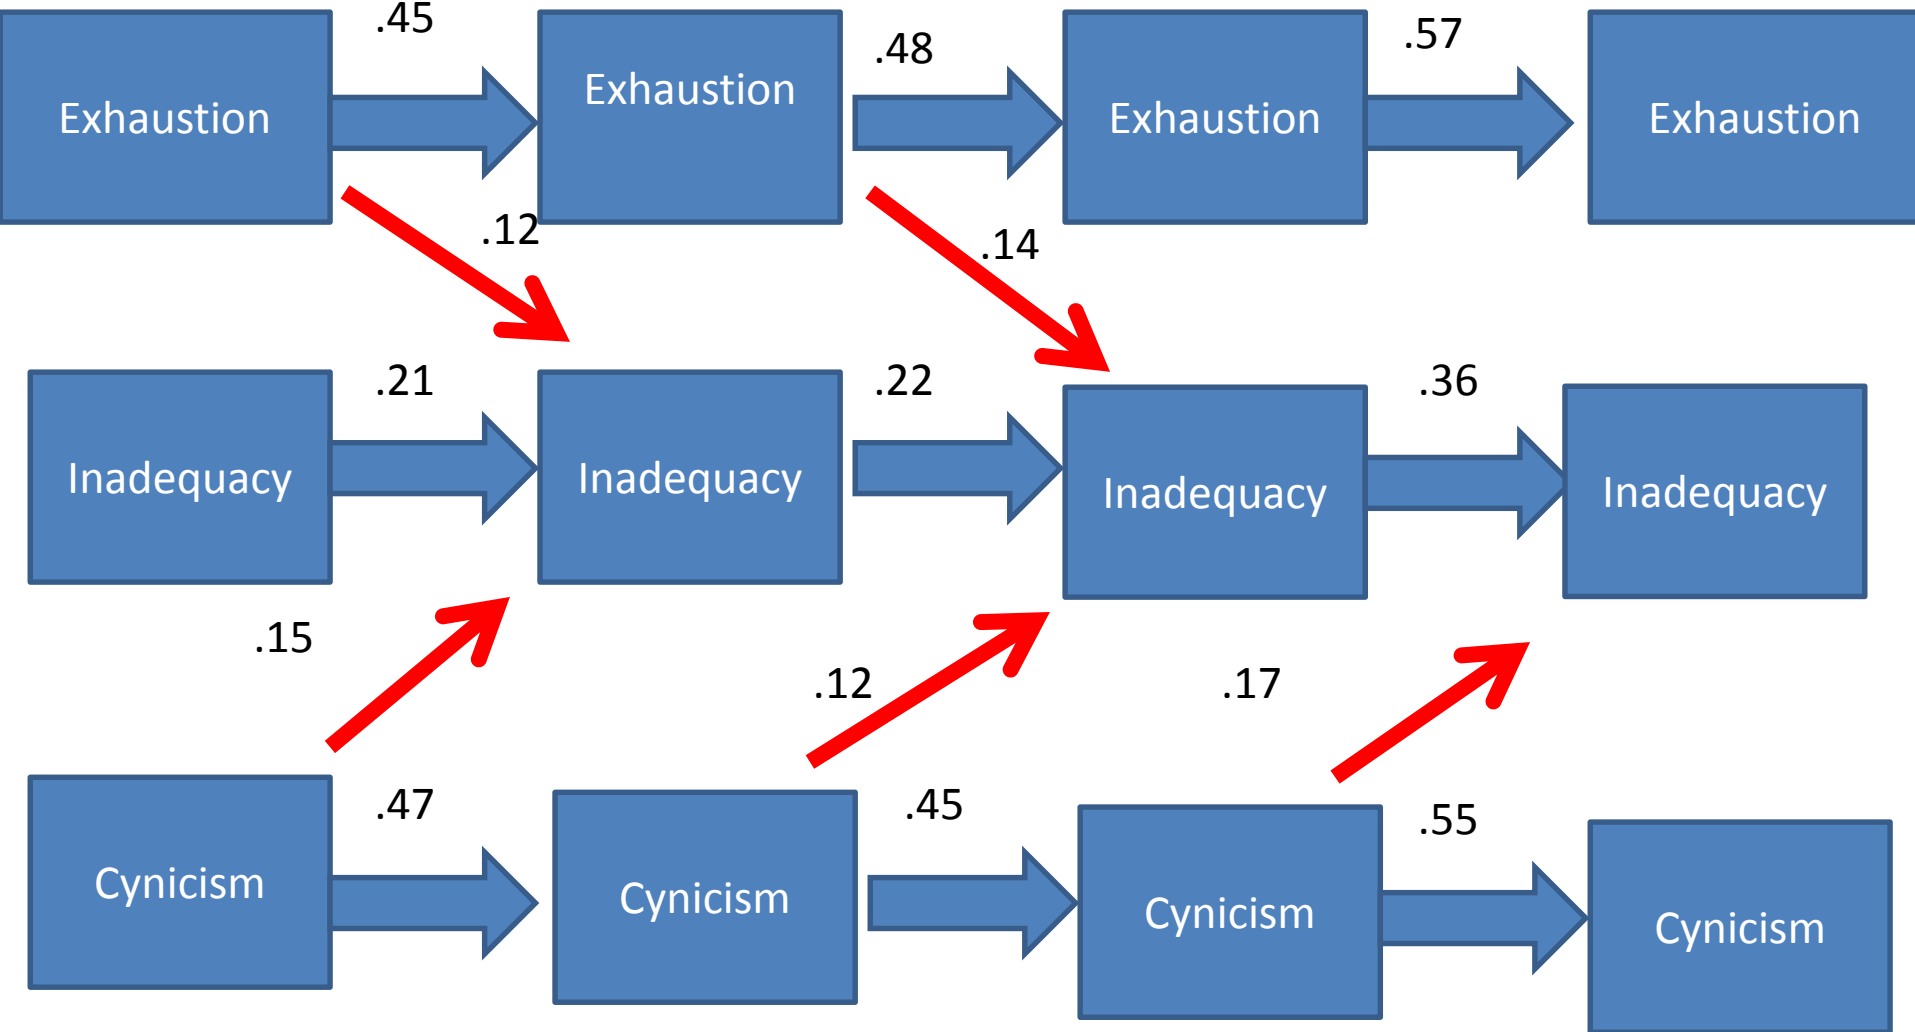 .45
.48
.57
Exhaustion
Exhaustion
Exhaustion
Exhaustion
.12
.14
.21
.22
.36
Inadequacy
Inadequacy
Inadequacy
Inadequacy
.15
.12
.17
.47
.45
.55
Cynicism
Cynicism
Cynicism
Cynicism